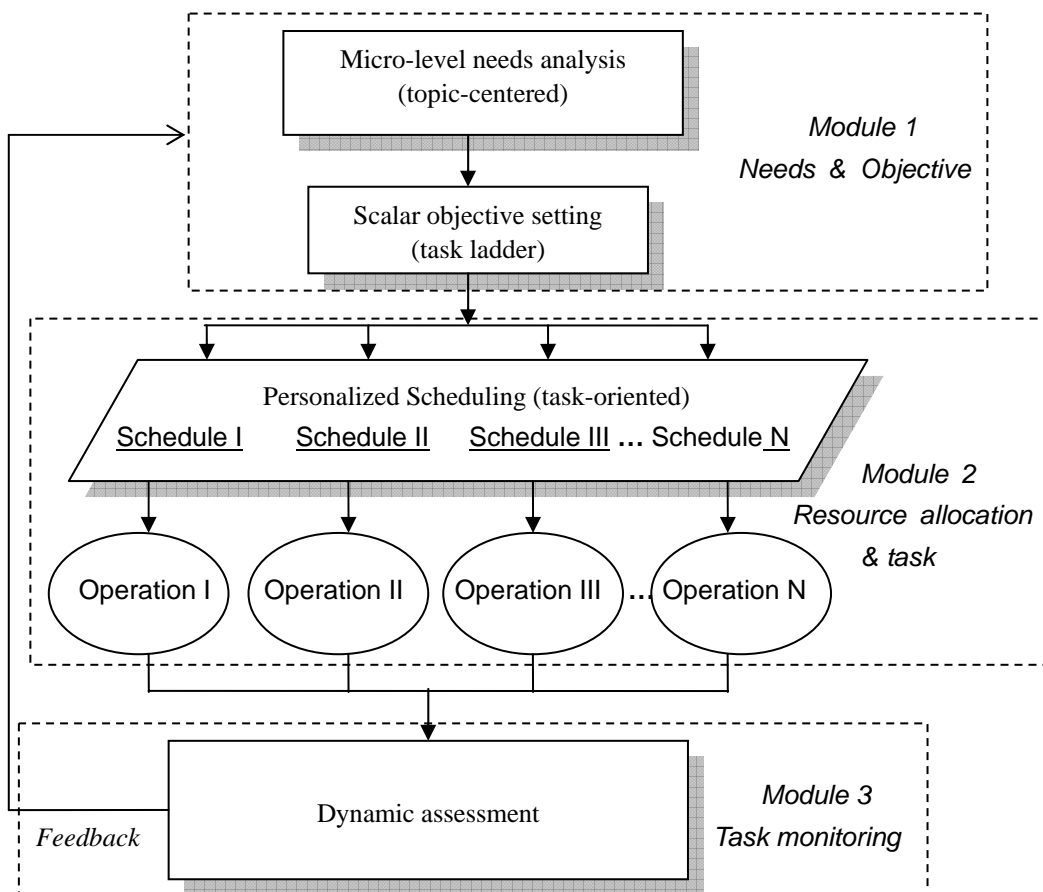 Micro-level needs analysis
(topic-centered)
Module 1
Needs & Objective
Scalar objective setting
(task ladder)
Personalized Scheduling (task-oriented)
Schedule I Schedule II Schedule III ... Schedule N
Module 2
Resource allocation
& task
Operation I Operation II Operation III ... Operation N
Dynamic assessment
Module 3
Task monitoring
Feedback